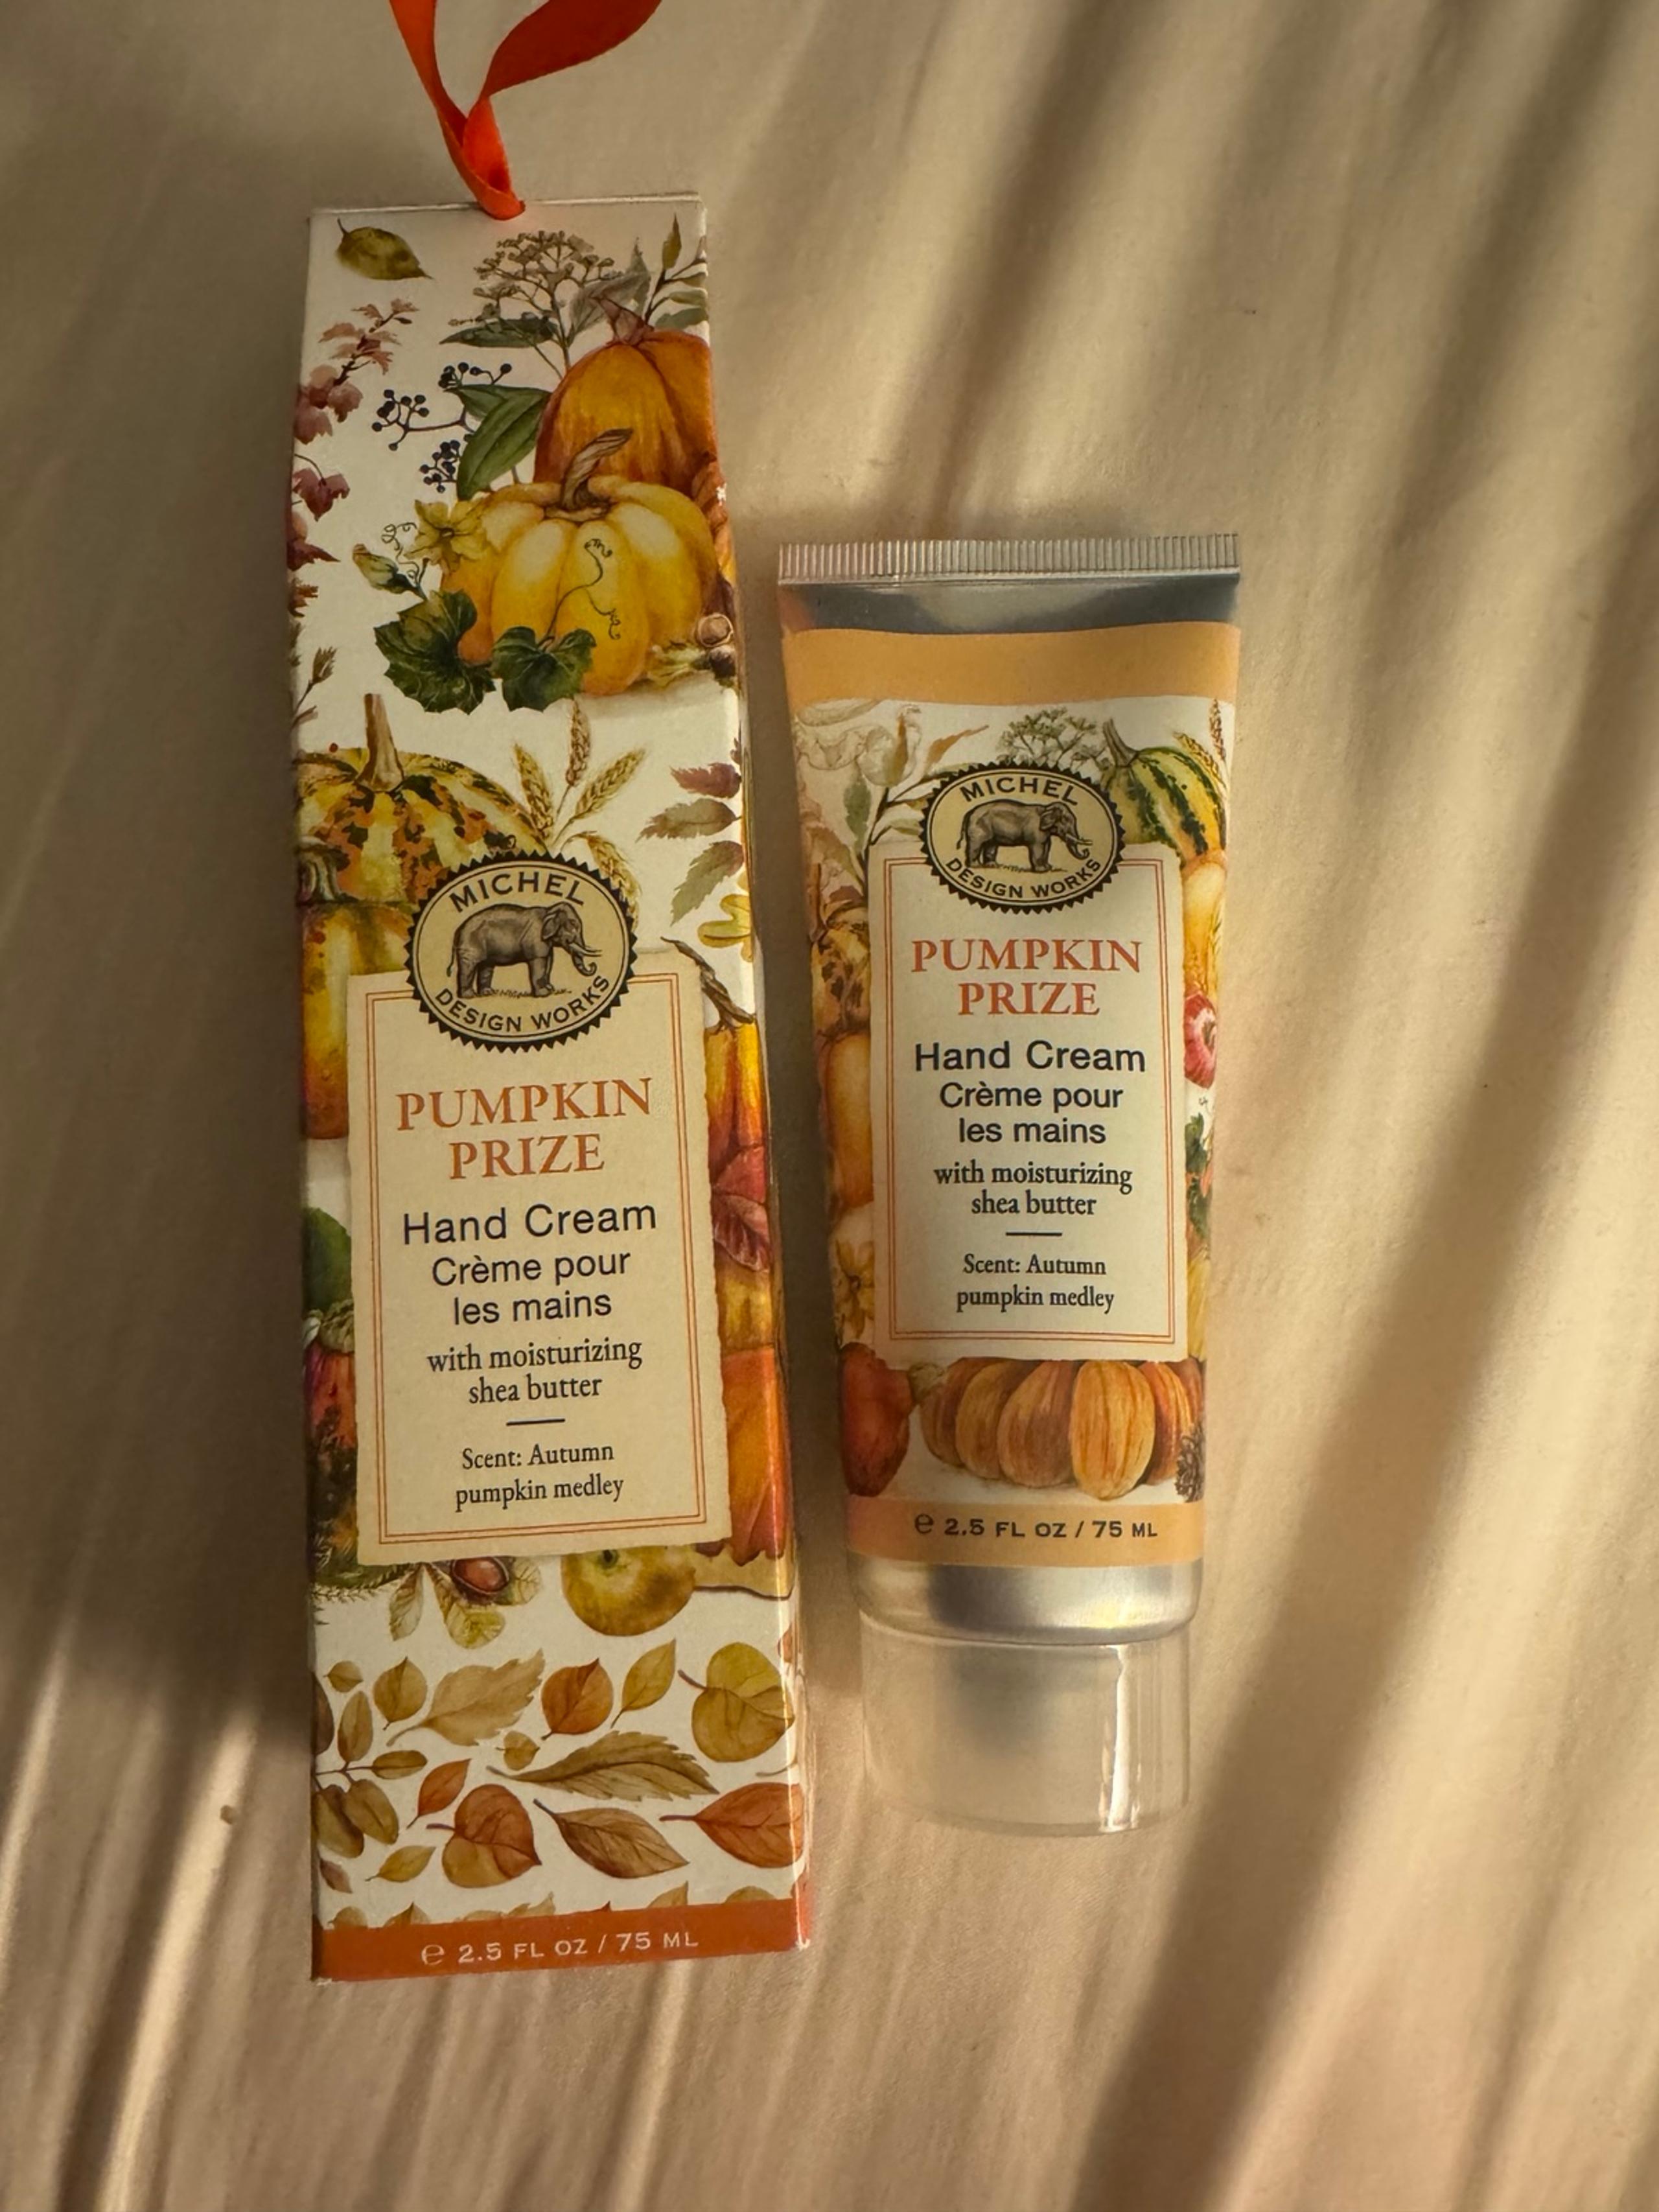 MICHEL
DESIGN WORKS
PUMPKIN
PRIZE
Hand Cream
Crème pour
les mains
with moisturizing
shea butter
Scent: Autumn
pumpkin medley
℮ 2.5 FL OZ / 75 ML
MICHEL
DESIGN WORKS
PUMPKIN
PRIZE
Hand Cream
Crème pour
les mains
with moisturizing
shea butter
Scent: Autumn
pumpkin medley
℮ 2.5 FL OZ / 75 ML